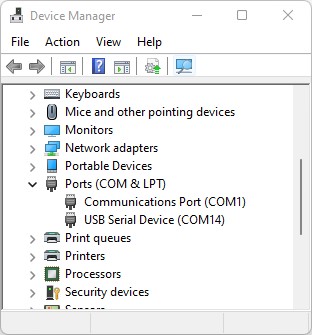 Device Manager
File Action View Help
Keyboards
Mice and other pointing devices
Monitors
Network adapters
Portable Devices
Ports (COM & LPT)
Communications Port (COM1)
USB Serial Device (COM14)
Print queues
Printers
Processors
Security devices
Sensors